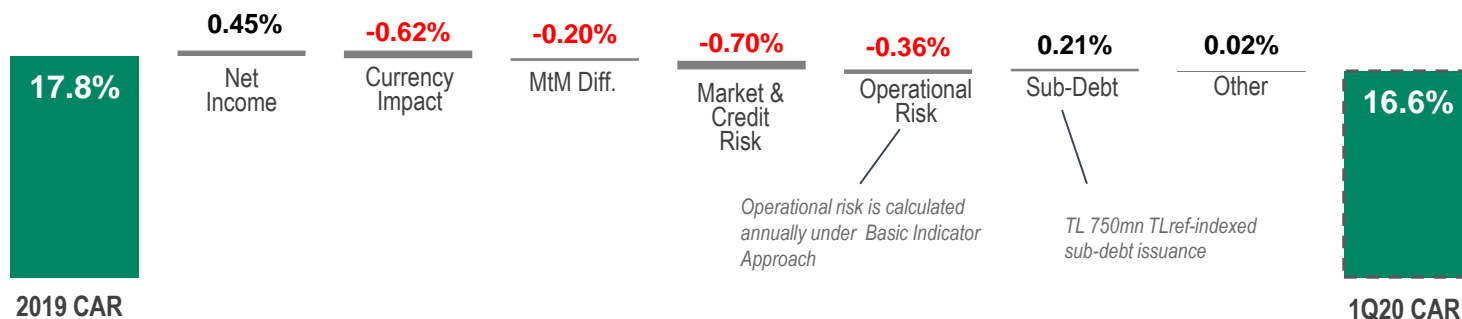 0.45%
-0.62%
-0.20%
-0.70%
-0.36%
0.21%
0.02%
17.8%
Net
Income
Currency
Impact
MtM Diff.
Market &
Credit
Risk
Operational
Risk
Sub-Debt
Other
16.6%
Operational risk is calculated
annually under Basic Indicator
Approach
TL 750mn TLref-indexed
sub-debt issuance
2019 CAR
1Q20 CAR